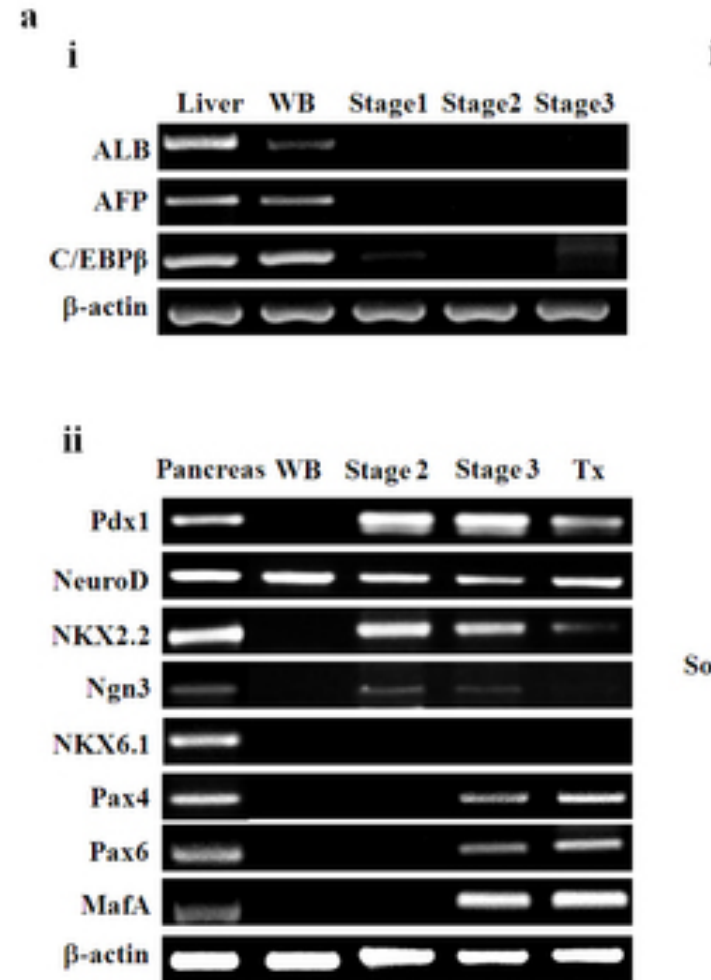 a
i
Liver WB Stage1 Stage2 Stage3
ALB
AFP
C/EBPβ
β-actin
ii
Pancreas WB Stage 2 Stage 3 Tx
Pdx1
NeuroD
NKX2.2
Ngn3
So
NKX6.1
Pax4
Pax6
MafA
β-actin